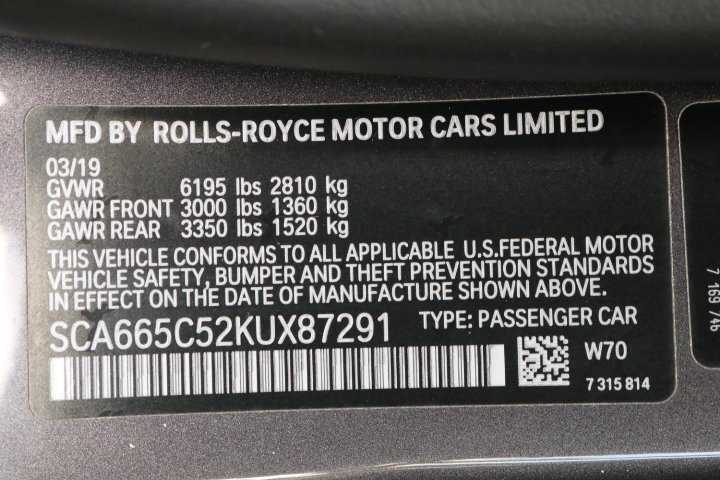 MFD BY ROLLS-ROYCE MOTOR CARS LIMITED
03/19
GVWR 6195 lbs 2810 kg
GAWR FRONT 3000 lbs 1360 kg
GAWR REAR 3350 lbs 1520 kg
THIS VEHICLE CONFORMS TO ALL APPLICABLE U.S.FEDERAL MOTOR
VEHICLE SAFETY, BUMPER AND THEFT PREVENTION STANDARDS
IN EFFECT ON THE DATE OF MANUFACTURE SHOWN ABOVE.
SCA665C52KUX87291 TYPE: PASSENGER CAR
W70
7 315 814
7 169 746